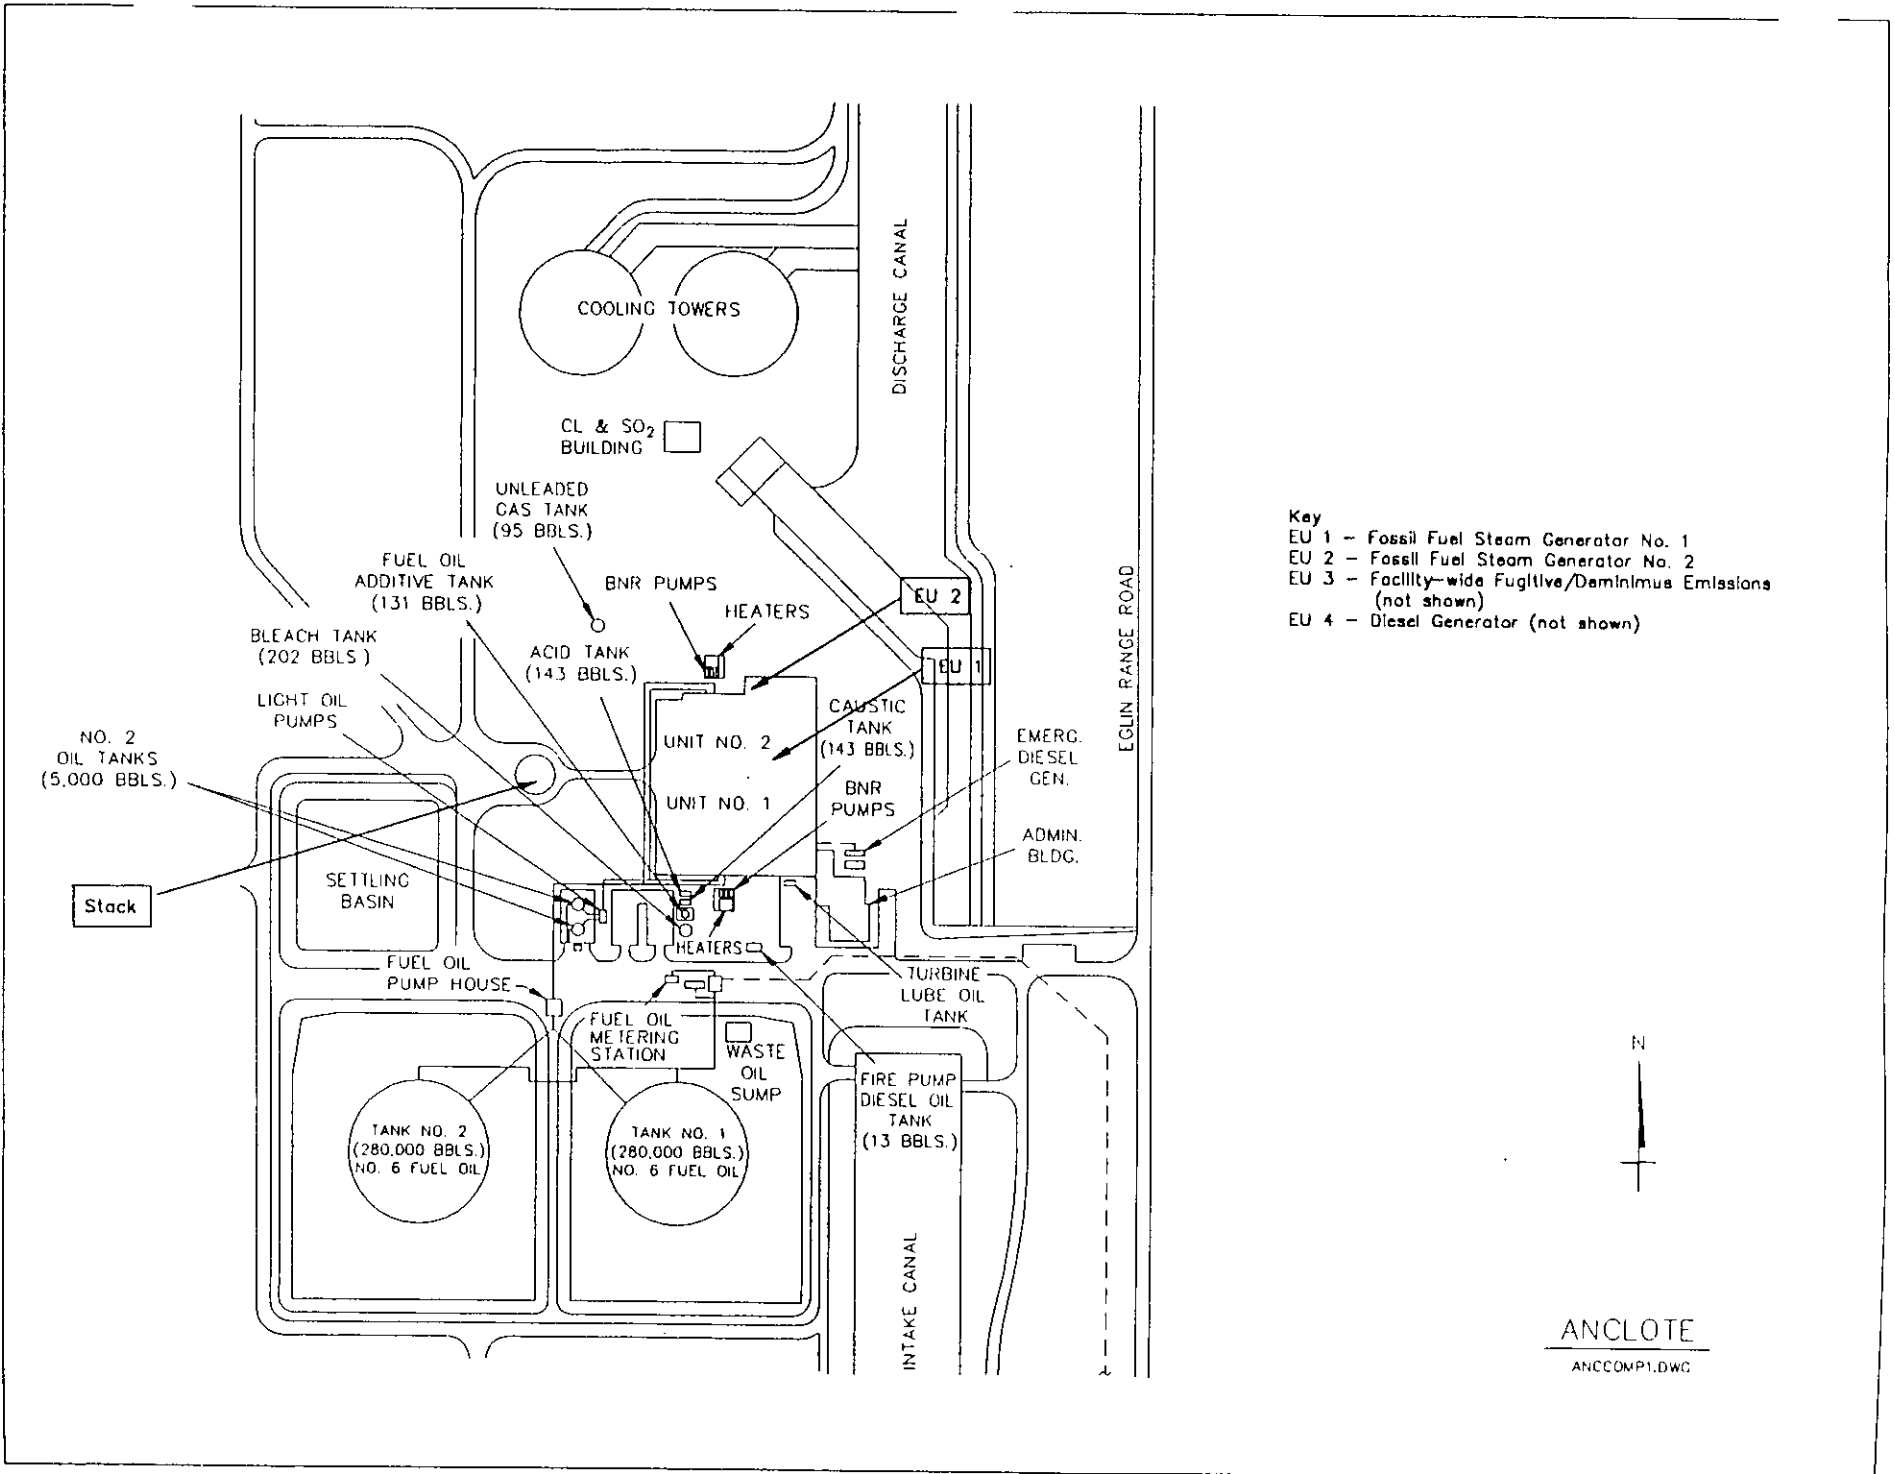 COOLING TOWERS
DISCHARGE CANAL
CL & SO2
BUILDING
UNLEADED
GAS TANK
(95 BBLS.)
FUEL OIL
ADDITIVE TANK
(131 BBLS.)
BNR PUMPS
HEATERS
EU 2
BLEACH TANK
(202 BBLS.)
ACID TANK
(143 BBLS.)
EU 1
LIGHT OIL
PUMPS
NO. 2
OIL TANKS
(5,000 BBLS.)
CAUSTIC
TANK
(143 BBLS.)
UNIT NO. 2
UNIT NO. 1
BNR
PUMPS
EMERG.
DIESEL
GEN.
ADMIN.
BLDG.
EGLIN RANGE ROAD
Key
EU 1 – Fossil Fuel Steam Generator No. 1
EU 2 – Fossil Fuel Steam Generator No. 2
EU 3 – Facility-wide Fugitive/Deminimus Emissions
(not shown)
EU 4 – Diesel Generator (not shown)
Stack
SETTLING
BASIN
HEATERS
FUEL OIL
PUMP HOUSE
TURBINE
LUBE OIL
TANK
FUEL OIL
METERING
STATION
WASTE
OIL
SUMP
FIRE PUMP
DIESEL OIL
TANK
(13 BBLS.)
TANK NO. 2
(280,000 BBLS.)
NO. 6 FUEL OIL
TANK NO. 1
(280,000 BBLS.)
NO. 6 FUEL OIL
INTAKE CANAL
N
ANCLOTE
ANCCOMP1.DWG